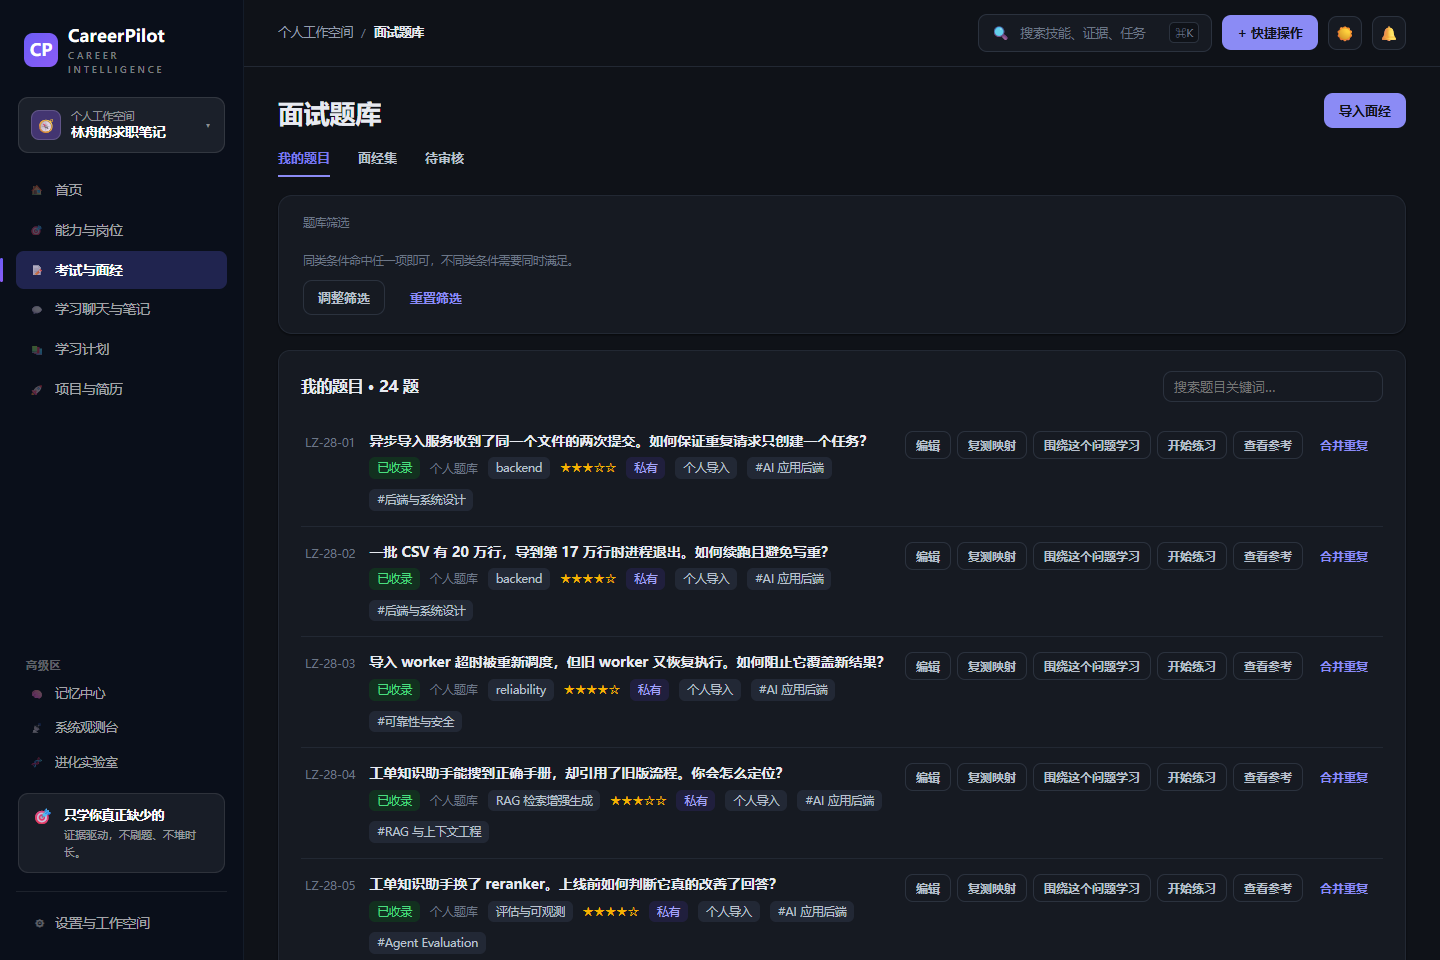 CP
CareerPilot
CAREER
INTELLIGENCE
个人工作空间
林舟的求职笔记
首页
能力与岗位
考试与面经
学习聊天与笔记
学习计划
项目与简历
高级区
记忆中心
系统观测台
进化实验室
只学你真正缺少的
证据驱动，不刷题、不堆时
长。
设置与工作空间
个人工作空间 / 面试题库
搜索技能、证据、任务 ⌘K
+ 快捷操作
面试题库
导入面经
我的题目 面经集 待审核
题库筛选
同类条件命中任一项即可，不同类条件需要同时满足。
调整筛选 重置筛选
我的题目 • 24 题
搜索题目关键词...
LZ-28-01 异步导入服务收到了同一个文件的两次提交。如何保证重复请求只创建一个任务？
编辑 复测映射 围绕这个问题学习 开始练习 查看参考 合并重复
已收录 个人题库 backend ★★★☆☆ 私有 个人导入 #AI 应用后端
#后端与系统设计
LZ-28-02 一批 CSV 有 20 万行，导到第 17 万行时进程退出。如何续跑且避免写重？
编辑 复测映射 围绕这个问题学习 开始练习 查看参考 合并重复
已收录 个人题库 backend ★★★★☆ 私有 个人导入 #AI 应用后端
#后端与系统设计
LZ-28-03 导入 worker 超时被重新调度，但旧 worker 又恢复执行。如何阻止它覆盖新结果？
编辑 复测映射 围绕这个问题学习 开始练习 查看参考 合并重复
已收录 个人题库 reliability ★★★★☆ 私有 个人导入 #AI 应用后端
#可靠性与安全
LZ-28-04 工单知识助手能搜到正确手册，却引用了旧版流程。你会怎么定位？
编辑 复测映射 围绕这个问题学习 开始练习 查看参考 合并重复
已收录 个人题库 RAG 检索增强生成 ★★★☆☆ 私有 个人导入 #AI 应用后端
#RAG 与上下文工程
LZ-28-05 工单知识助手换了 reranker。上线前如何判断它真的改善了回答？
编辑 复测映射 围绕这个问题学习 开始练习 查看参考 合并重复
已收录 个人题库 评估与可观测 ★★★★☆ 私有 个人导入 #AI 应用后端
#Agent Evaluation